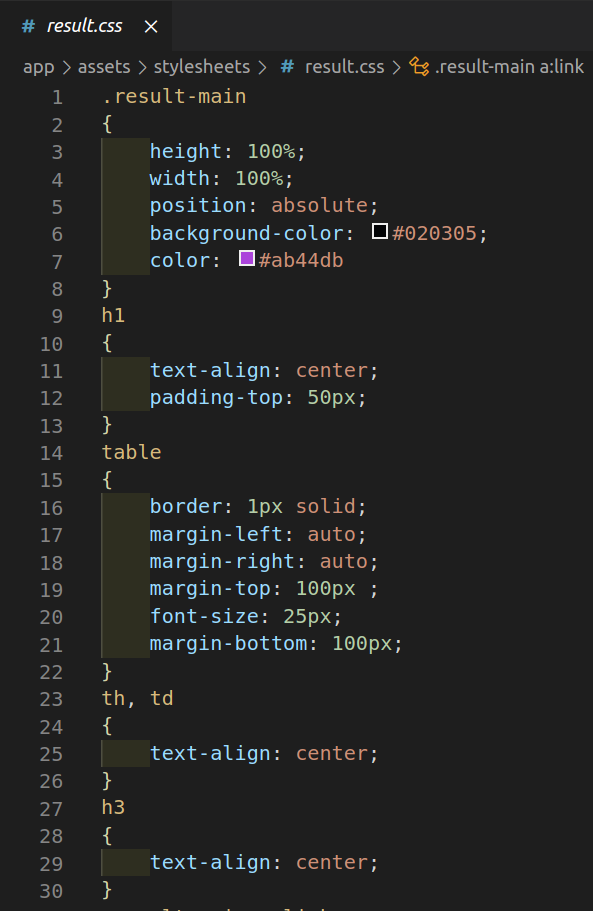 # result.css ×
app > assets > stylesheets > # result.css > .result-main a:link
1 .result-main
2 {
3 height: 100%;
4 width: 100%;
5 position: absolute;
6 background-color: #020305;
7 color: #ab44db
8 }
9 h1
10 {
11 text-align: center;
12 padding-top: 50px;
13 }
14 table
15 {
16 border: 1px solid;
17 margin-left: auto;
18 margin-right: auto;
19 margin-top: 100px ;
20 font-size: 25px;
21 margin-bottom: 100px;
22 }
23 th, td
24 {
25 text-align: center;
26 }
27 h3
28 {
29 text-align: center;
30 }